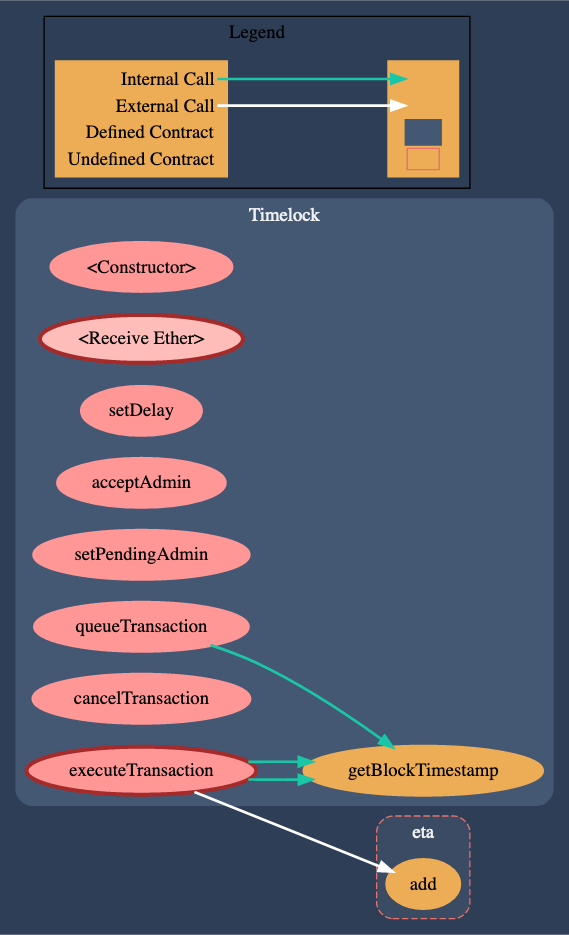 Legend
Internal Call
External Call
Defined Contract
Undefined Contract
Timelock
<Constructor>
<Receive Ether>
setDelay
acceptAdmin
setPendingAdmin
queueTransaction
cancelTransaction
executeTransaction
getBlockTimestamp
eta
add